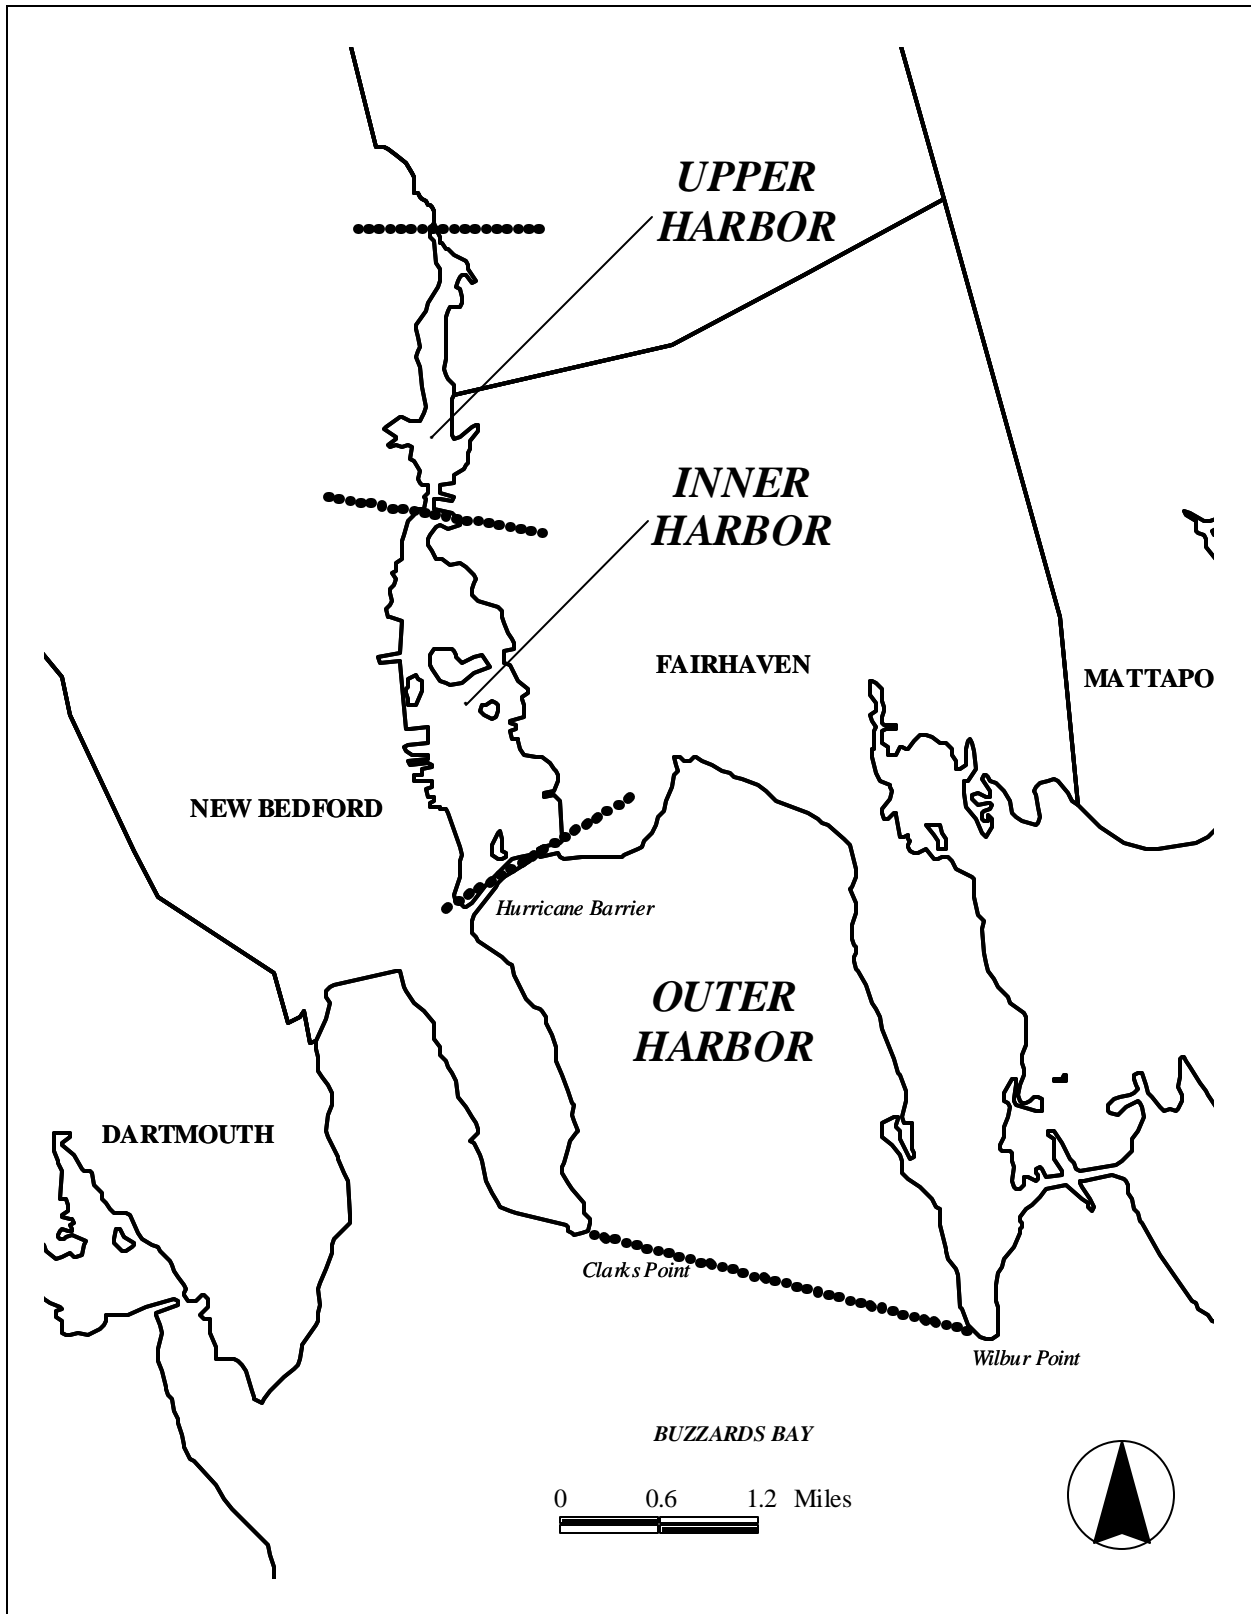 UPPER
HARBOR
INNER
HARBOR
FAIRHAVEN
MATTAPO
NEW BEDFORD
Hurricane Barrier
OUTER
HARBOR
DARTMOUTH
Clarks Point
Wilbur Point
BUZZARDS BAY
0 0.6 1.2 Miles